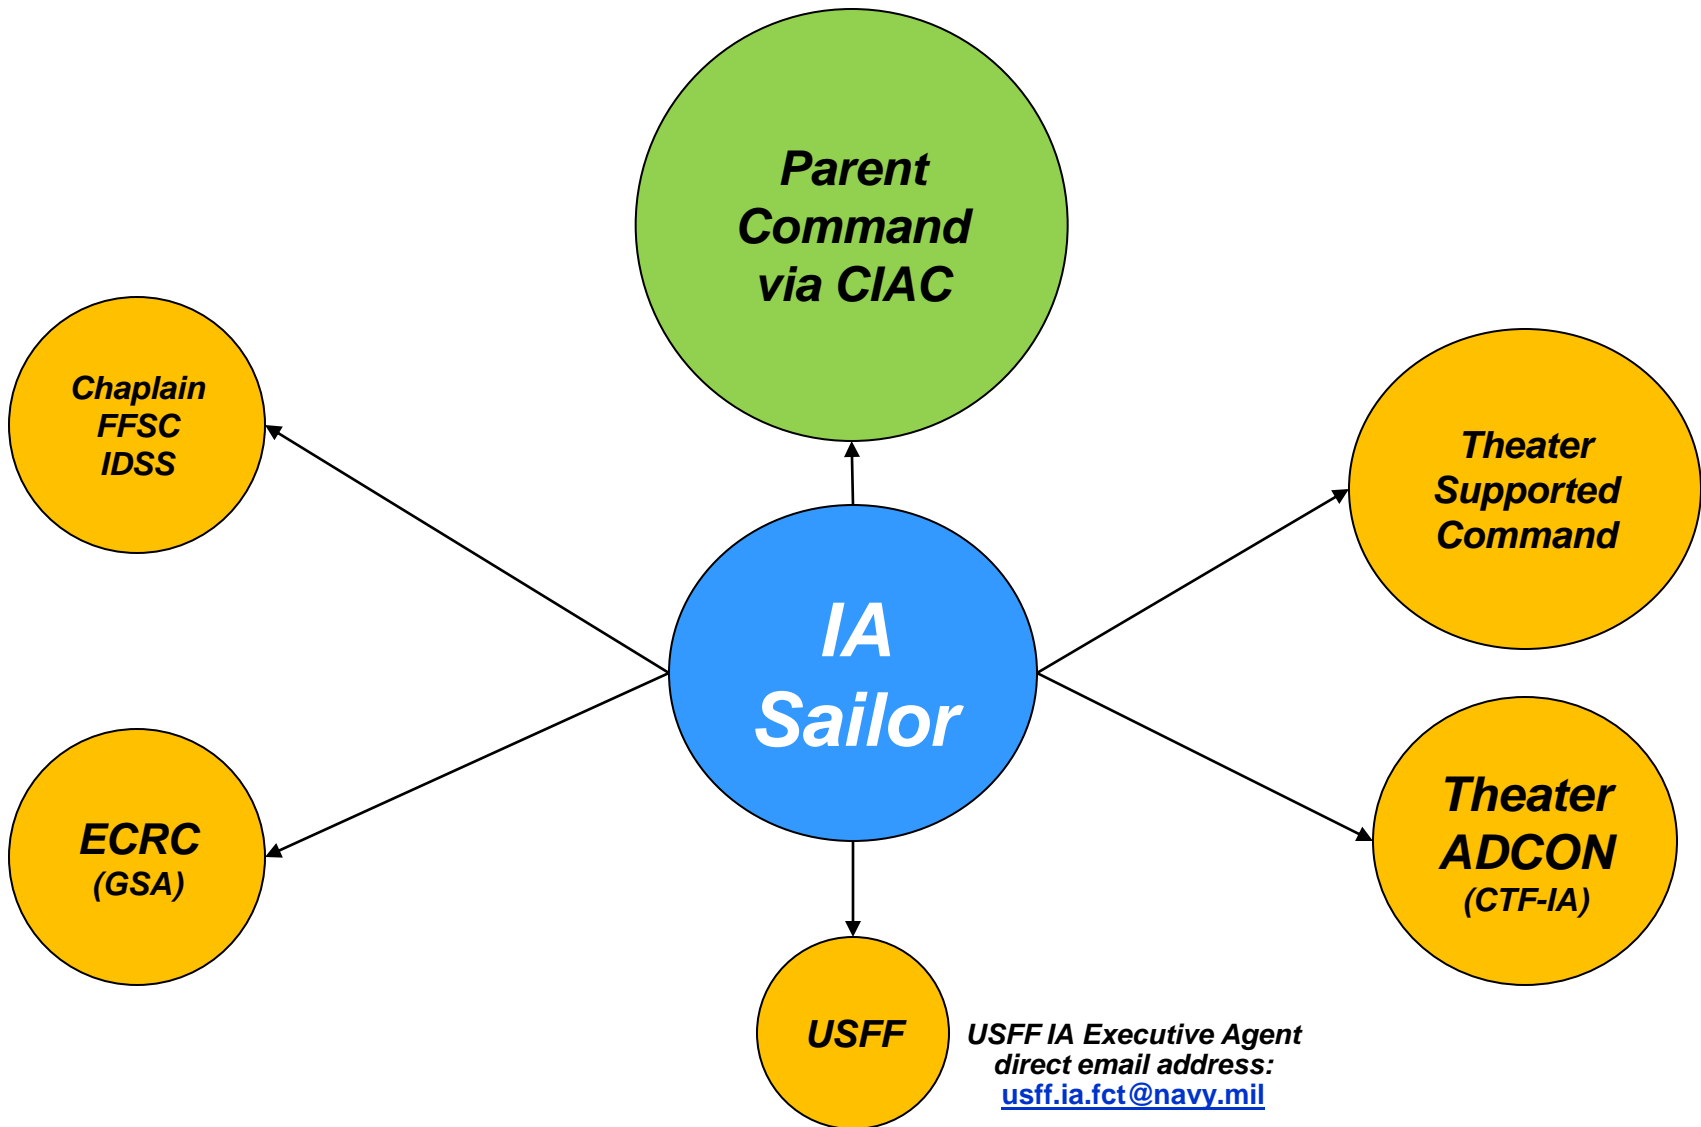 Parent
Command
via CIAC
Chaplain
FFSC
IDSS
Theater
Supported
Command
IA
Sailor
ECRC
(GSA)
Theater
ADCON
(CTF-IA)
USFF
USFF IA Executive Agent
direct email address:
usff.ia.fct@navy.mil